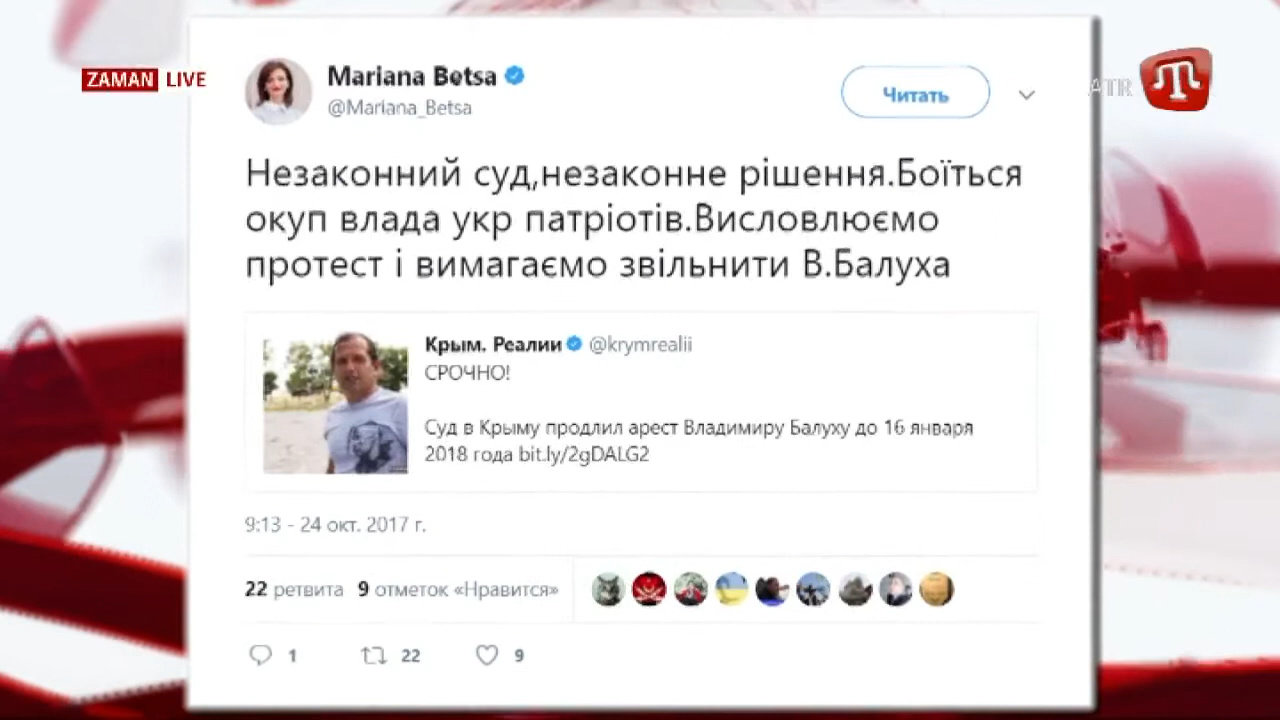 ZAMAN LIVE
ATR
Mariana Betsa
@Mariana_Betsa
Читать
Незаконний суд,незаконне рішення.Боїться
окуп влада укр патріотів.Висловлюємо
протест і вимагаємо звільнити В.Балуха
Крым. Реалии @krymrealii
СРОЧНО!
Суд в Крыму продлил арест Владимиру Балуху до 16 января
2018 года bit.ly/2gDALG2
9:13 - 24 окт. 2017 г.
22 ретвита 9 отметок «Нравится»
1 22 9